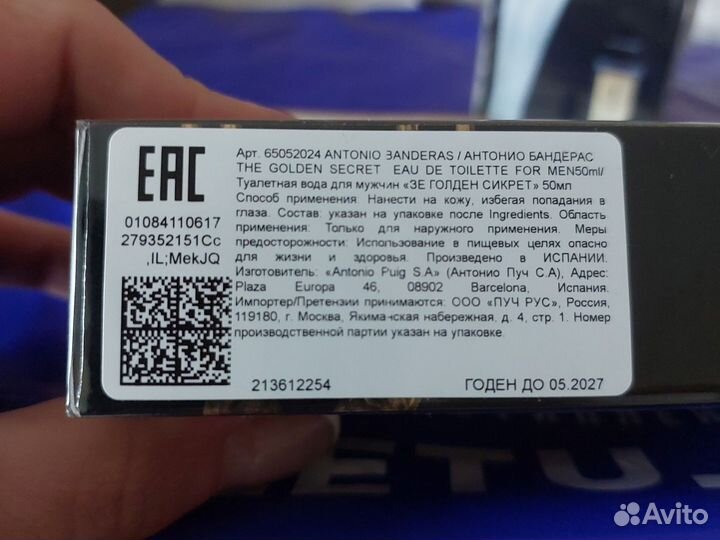 EAC
01084110617
279352151Cc
,IL;MekJQ
Арт. 65052024 ANTONIO BANDERAS / АНТОНИО БАНДЕРАС
THE GOLDEN SECRET EAU DE TOILETTE FOR MEN50ml/
Туалетная вода для мужчин «ЗЕ ГОЛДЕН СИКРЕТ» 50мл
Способ применения: Нанести на кожу, избегая попадания в
глаза. Состав: указан на упаковке после Ingredients. Область
применения: Только для наружного применения. Меры
предосторожности: Использование в пищевых целях опасно
для жизни и здоровья. Произведено в ИСПАНИИ.
Изготовитель: «Antonio Puig S.A» (Антонио Пуч С.А), Адрес:
Plaza Europa 46, 08902 Barcelona, Испания.
Импортер/Претензии принимаются: ООО «ПУЧ РУС», Россия,
119180, г. Москва, Якиманская набережная, д. 4, стр. 1. Номер
производственной партии указан на упаковке.
213612254
ГОДЕН ДО 05.2027
ETU
Avito